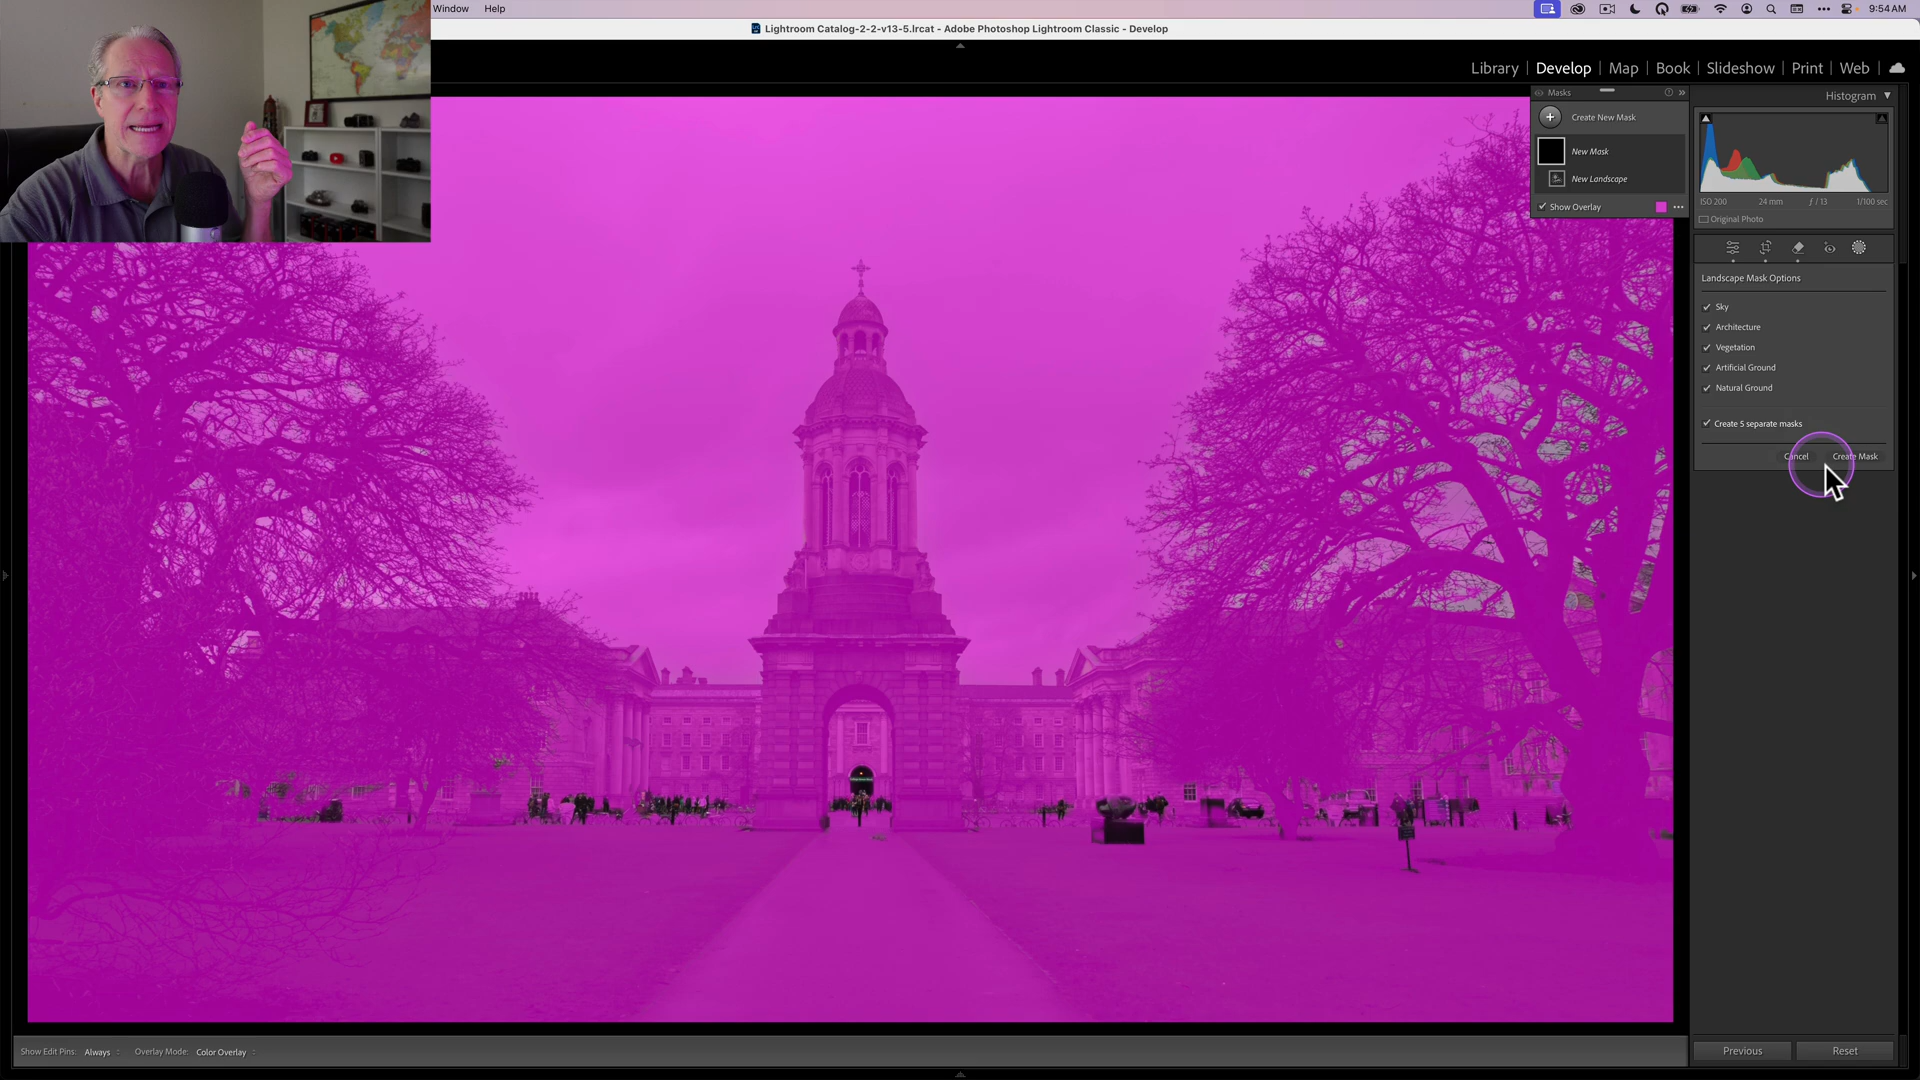 Window Help
9:54 AM
Lightroom Catalog-2-2-v13-5.lrcat - Adobe Photoshop Lightroom Classic - Develop
Library | Develop | Map | Book | Slideshow | Print | Web
Masks
Histogram
Create New Mask
New Mask
New Landscape
Show Overlay
ISO 200 24 mm ƒ / 13 1/100 sec
Original Photo
Landscape Mask Options
Sky
Architecture
Vegetation
Artificial Ground
Natural Ground
Create 5 separate masks
Cancel Create Mask
Show Edit Pins: Always Overlay Mode: Color Overlay
Previous Reset